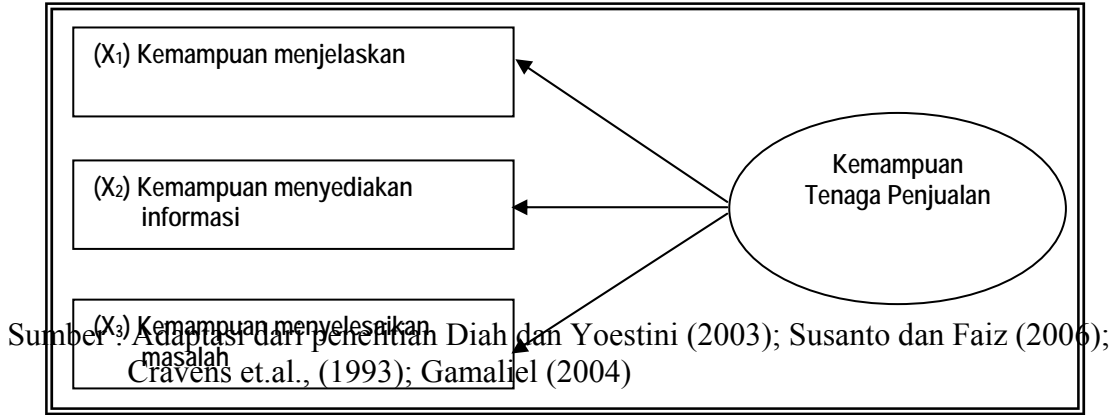 (X1) Kemampuan menjelaskan
(X2) Kemampuan menyediakan
informasi
(X3) Kemampuan menyelesaikan
masalah
Kemampuan
Tenaga Penjualan
Sumber : Adaptasi dari penelitian Diah dan Yoestini (2003); Susanto dan Faiz (2006);
Cravens et.al., (1993); Gamaliel (2004)